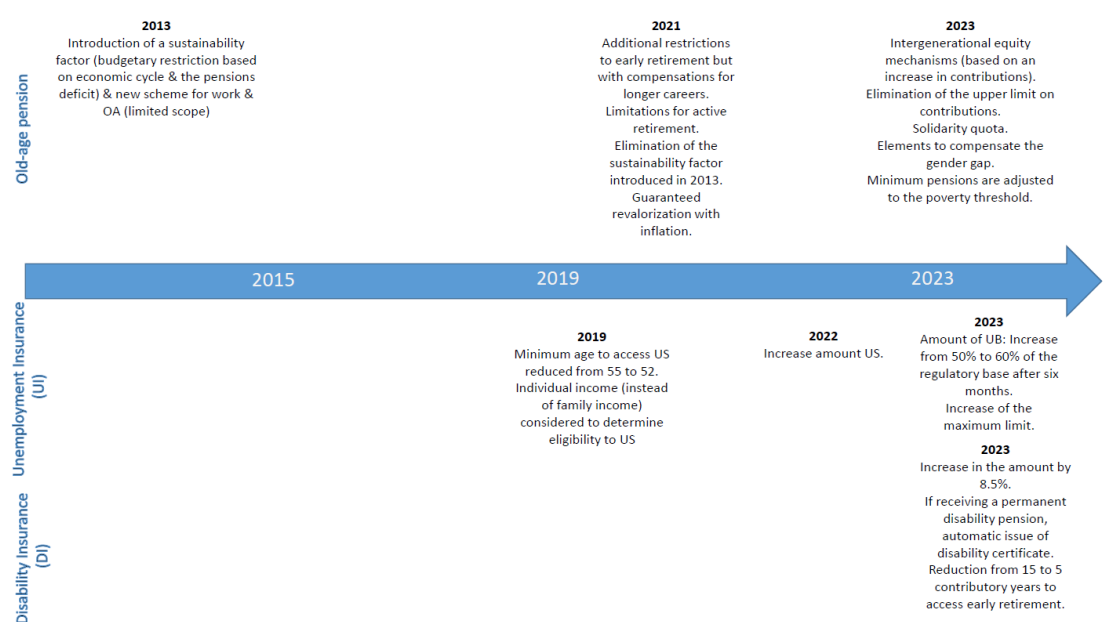 Old-age pension
2013
Introduction of a sustainability
factor (budgetary restriction based
on economic cycle & the pensions
deficit) & new scheme for work &
OA (limited scope)
2021
Additional restrictions
to early retirement but
with compensations for
longer careers.
Limitations for active
retirement.
Elimination of the
sustainability factor
introduced in 2013.
Guaranteed
revalorization with
inflation.
2023
Intergenerational equity
mechanisms (based on an
increase in contributions).
Elimination of the upper limit on
contributions.
Solidarity quota.
Elements to compensate the
gender gap.
Minimum pensions are adjusted
to the poverty threshold.
2015
2019
2023
Unemployment Insurance
(UI)
2019
Minimum age to access US
reduced from 55 to 52.
Individual income (instead
of family income)
considered to determine
eligibility to US
2022
Increase amount US.
2023
Amount of UB: Increase
from 50% to 60% of the
regulatory base after six
months.
Increase of the
maximum limit.
Disability Insurance
(DI)
2023
Increase in the amount by
8.5%.
If receiving a permanent
disability pension,
automatic issue of
disability certificate.
Reduction from 15 to 5
contributory years to
access early retirement.